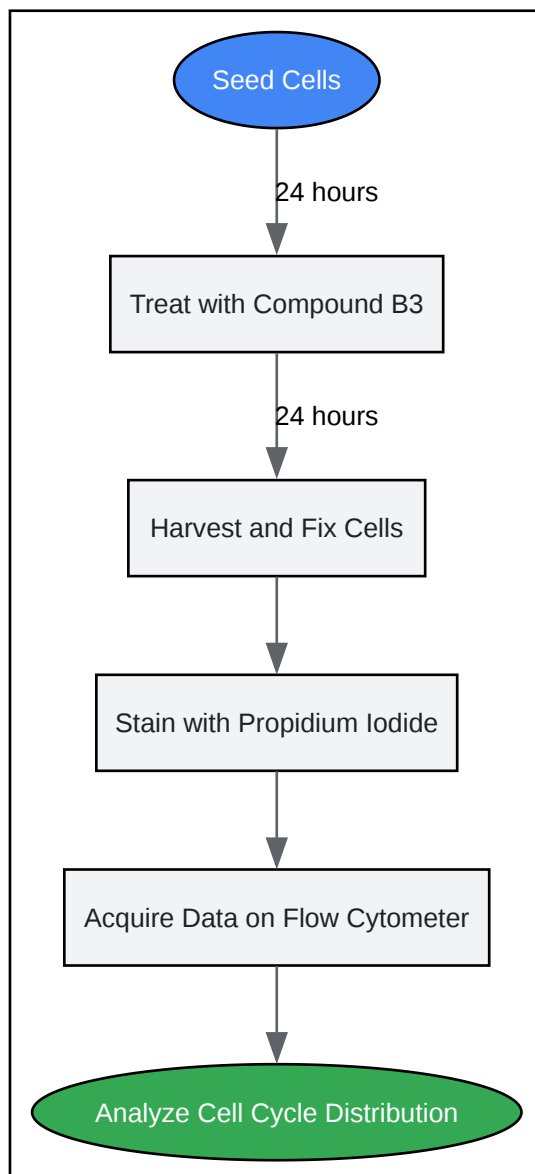 Seed Cells
24 hours
Treat with Compound B3
24 hours
Harvest and Fix Cells
Stain with Propidium Iodide
Acquire Data on Flow Cytometer
Analyze Cell Cycle Distribution